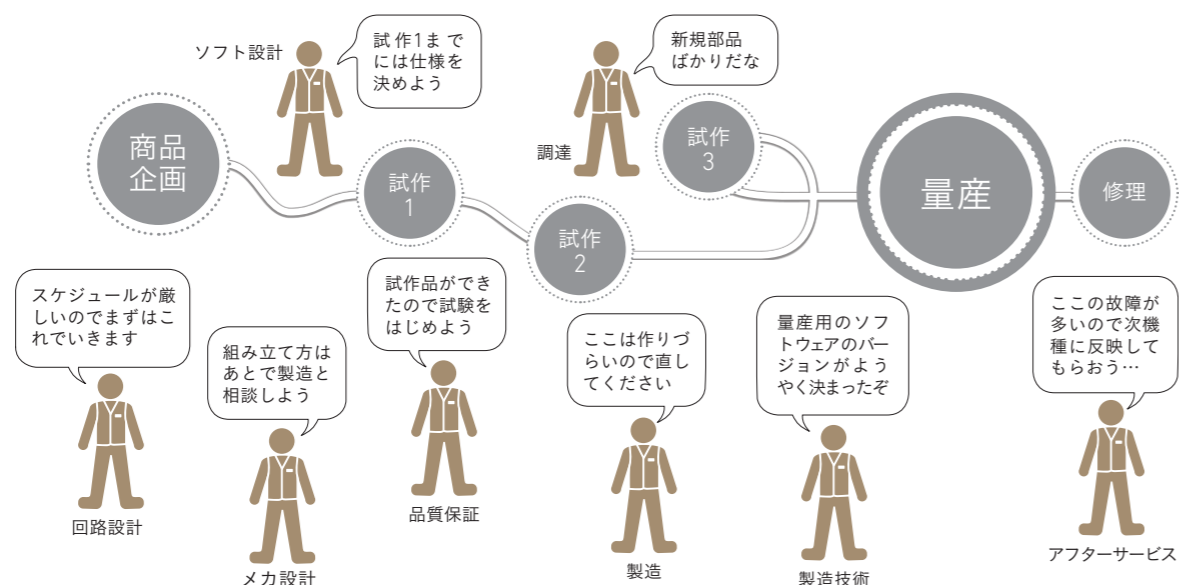 ソフト設計
試作1まで
には仕様を
決めよう
新規部品
ばかりだな
調達
商品
企画
試作
1
試作
2
試作
3
量産
修理
スケジュールが厳
しいのでまずはこ
れでいきます
回路設計
組み立て方は
あとで製造と
相談しよう
メカ設計
試作品ができ
たので試験を
はじめよう
品質保証
ここは作りづ
らいので直し
てください
製造
量産用のソフ
トウェアのバー
ジョンがよう
やく決まったぞ
製造技術
ここの故障が
多いので次機
種に反映して
もらおう…
アフターサービス